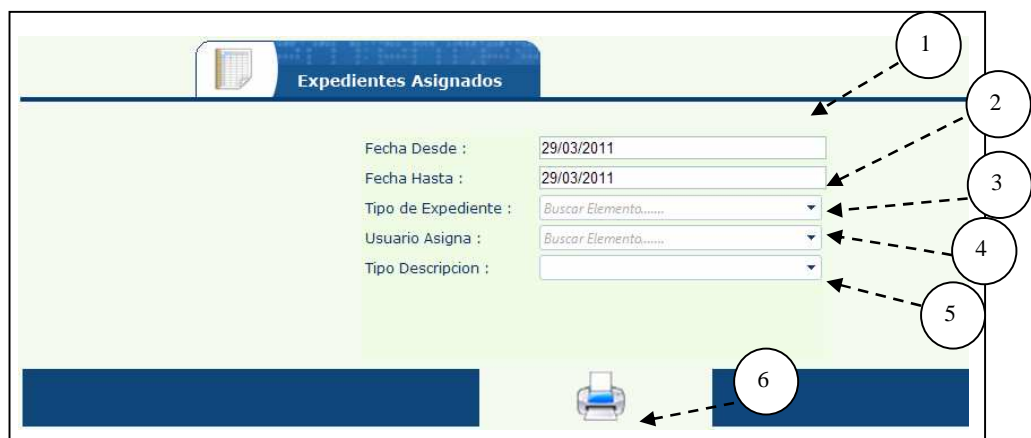 1
Expedientes Asignados
2
Fecha Desde : 29/03/2011
Fecha Hasta : 29/03/2011
3
Tipo de Expediente : Buscar Elemento.......
Usuario Asigna : Buscar Elemento.......
4
Tipo Descripcion :
5
6